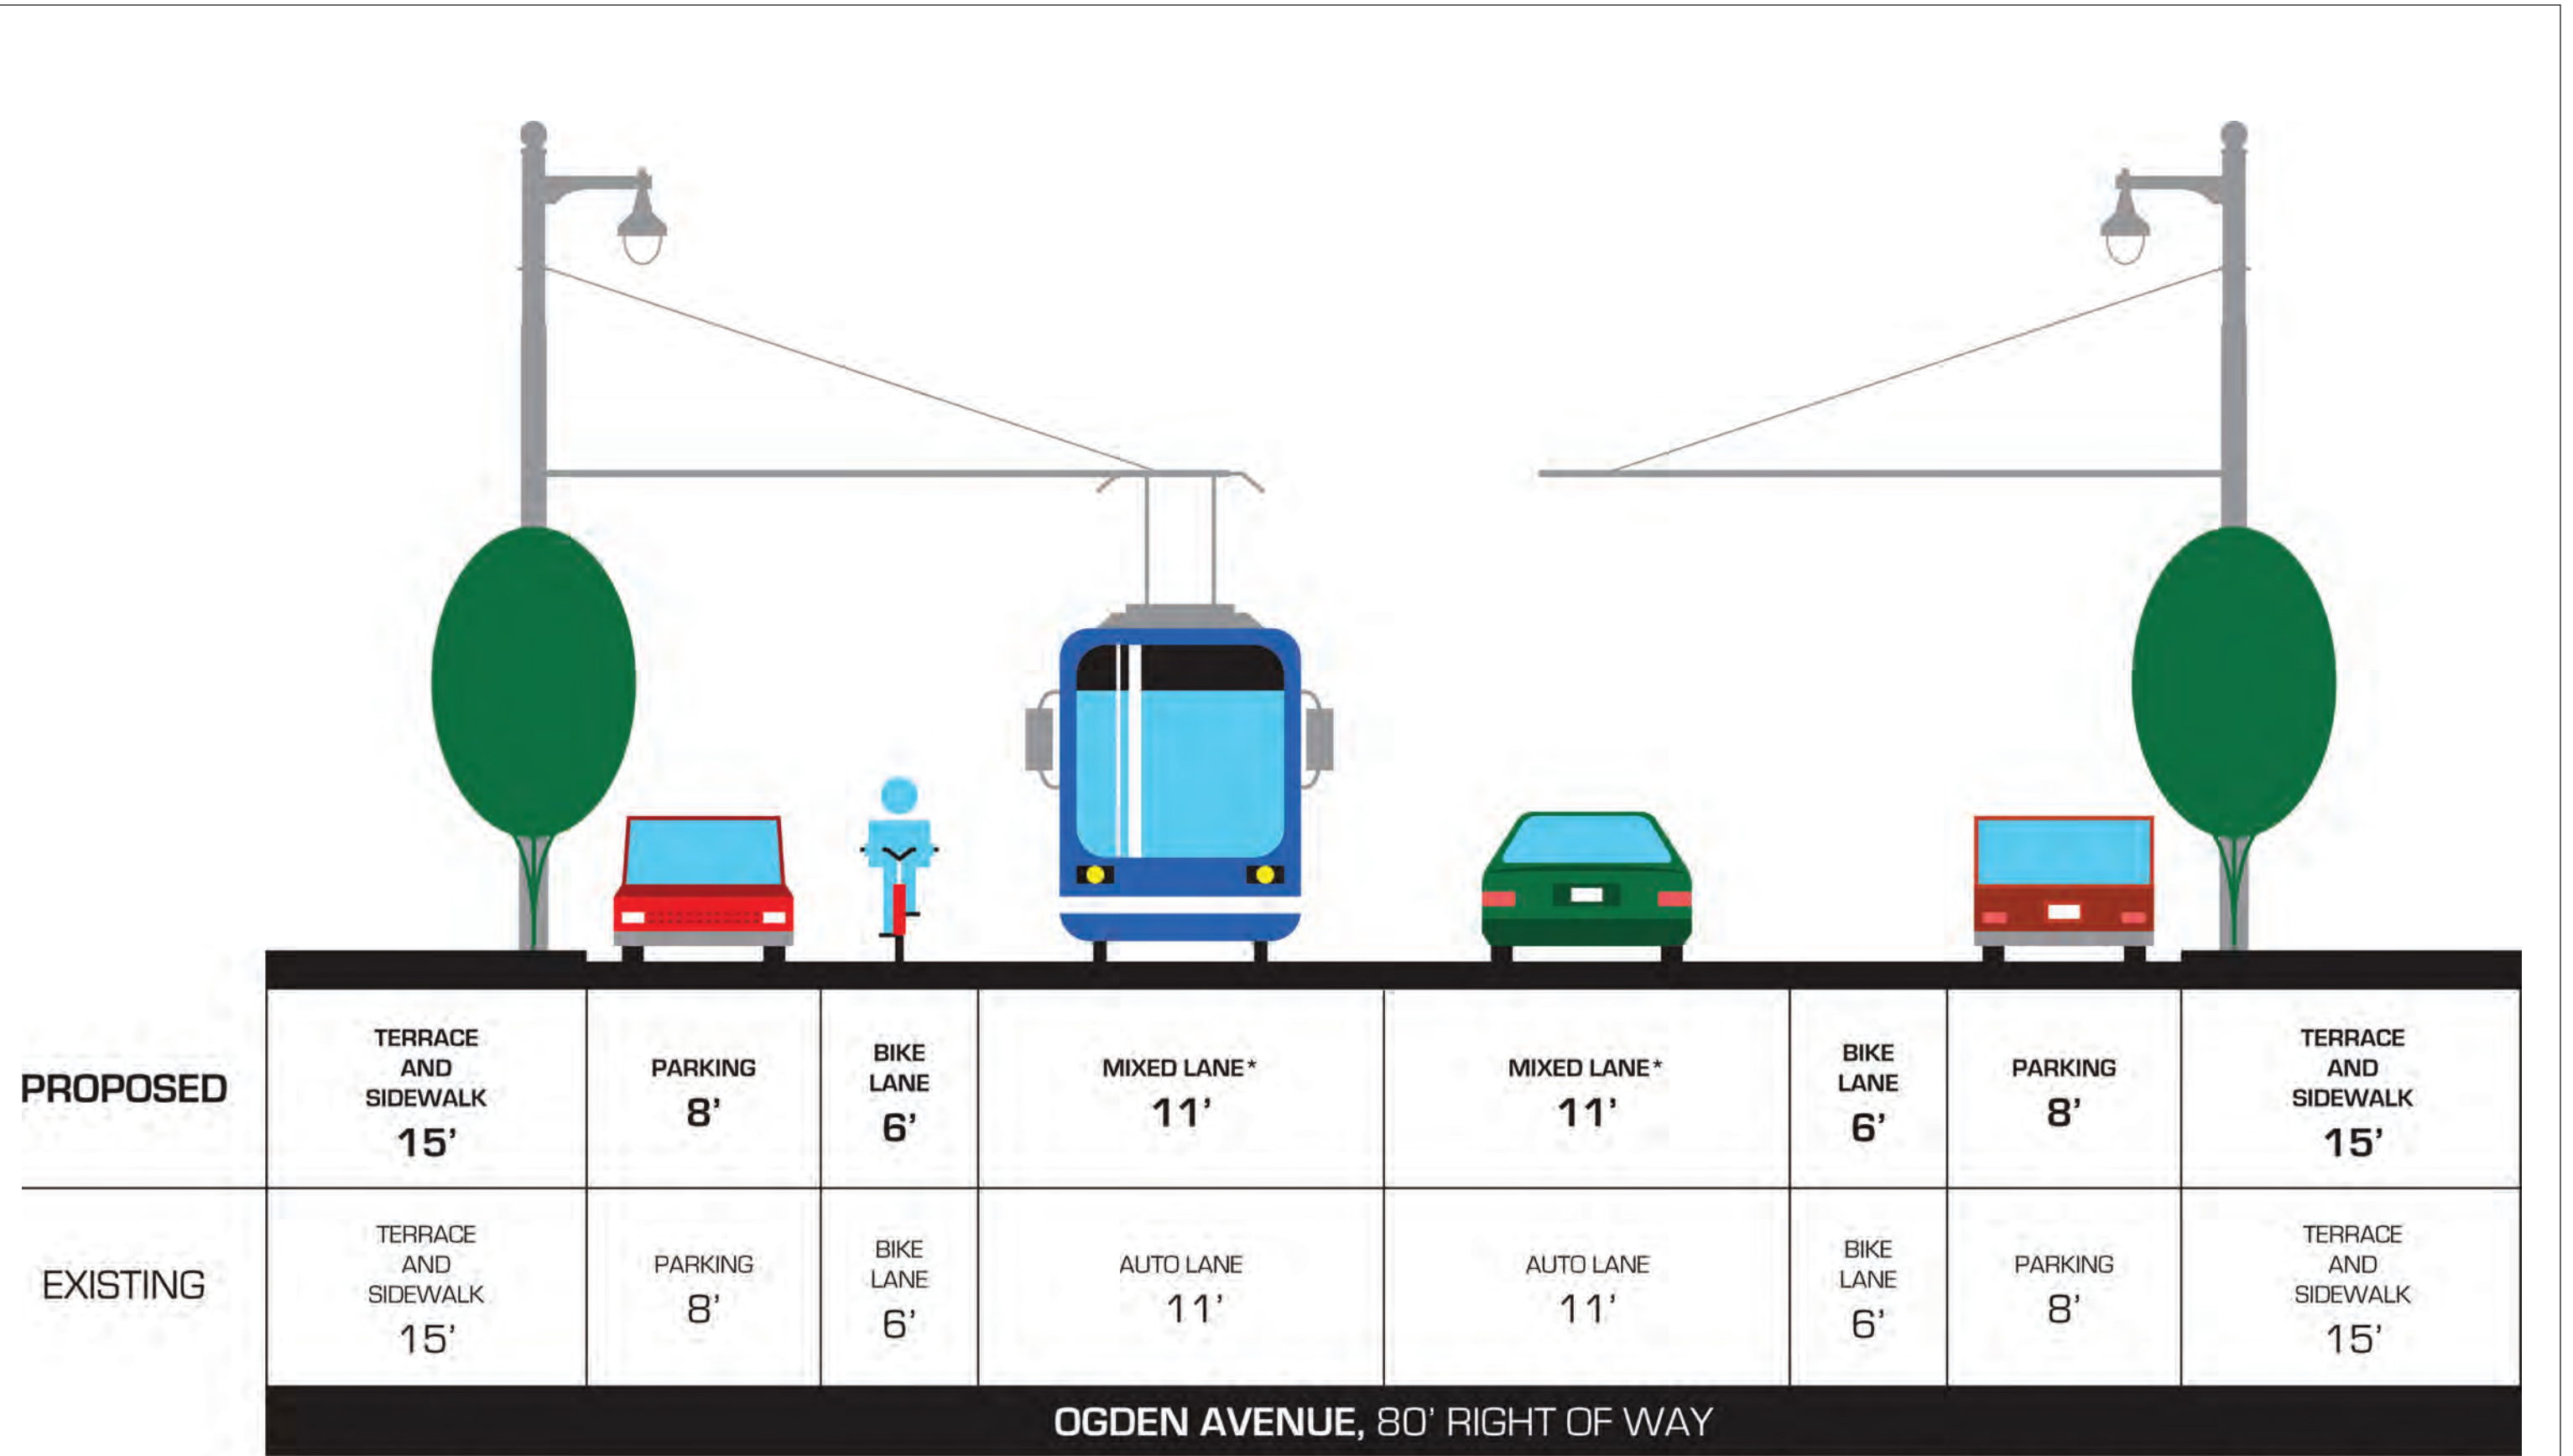 PROPOSED
TERRACE
AND
SIDEWALK
15’
PARKING
8’
BIKE
LANE
6’
MIXED LANE*
11’
MIXED LANE*
11’
BIKE
LANE
6’
PARKING
8’
TERRACE
AND
SIDEWALK
15’
EXISTING
TERRACE
AND
SIDEWALK
15’
PARKING
8’
BIKE
LANE
6’
AUTO LANE
11’
AUTO LANE
11’
BIKE
LANE
6’
PARKING
8’
TERRACE
AND
SIDEWALK
15’
OGDEN AVENUE, 80’ RIGHT OF WAY